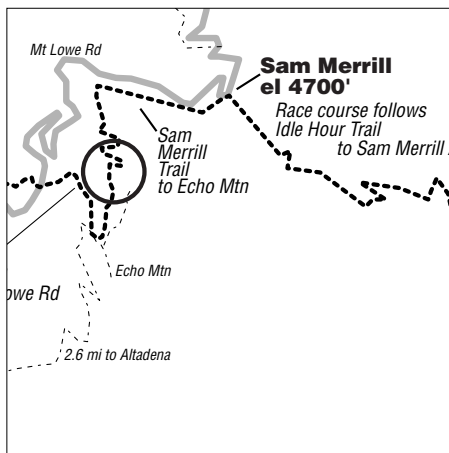 Mt Lowe Rd
Sam Merrill
el 4700'
Race course follows
Idle Hour Trail
to Sam Merrill
Sam
Merrill
Trail
to Echo Mtn
Echo Mtn
owe Rd
2.6 mi to Altadena